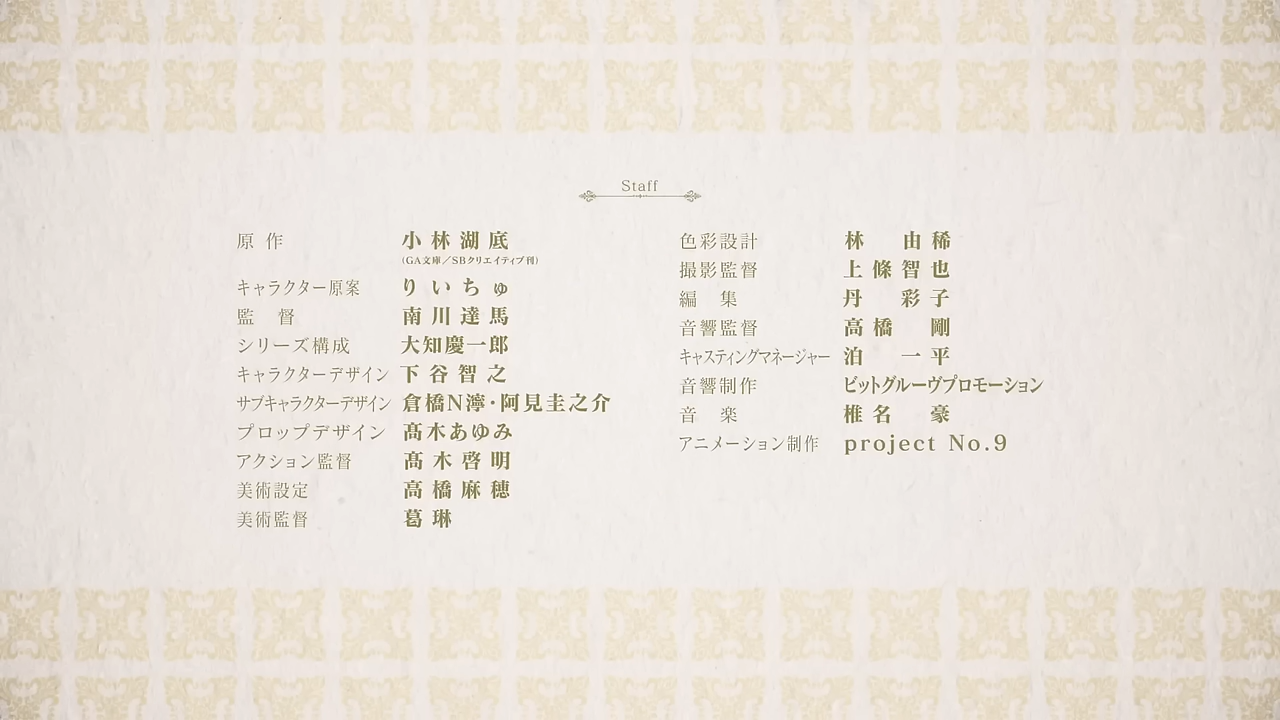 Staff
原作 小林湖底
(GA文庫／SBクリエイティブ刊)
キャラクター原案 りいちゅ
監督 南川達馬
シリーズ構成 大知慶一郎
キャラクターデザイン 下谷智之
サブキャラクターデザイン 倉橋N濘・阿見圭之介
プロップデザイン 髙木あゆみ
アクション監督 髙木啓明
美術設定 高橋麻穂
美術監督 葛琳
色彩設計 林由稀
撮影監督 上條智也
編集 丹彩子
音響監督 高橋剛
キャスティングマネージャー 泊一平
音響制作 ビットグルーヴプロモーション
音楽 椎名豪
アニメーション制作 project No.9